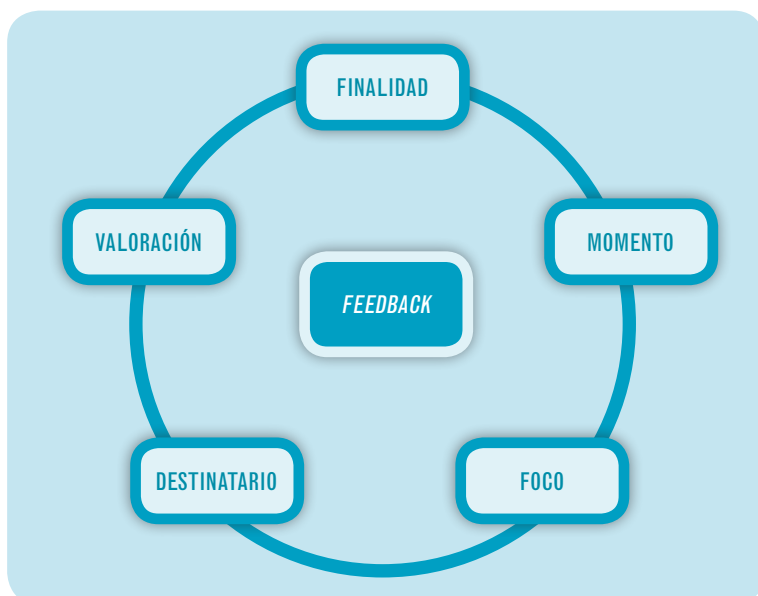 FINALIDAD
VALORACIÓN
MOMENTO
FEEDBACK
DESTINATARIO
FOCO